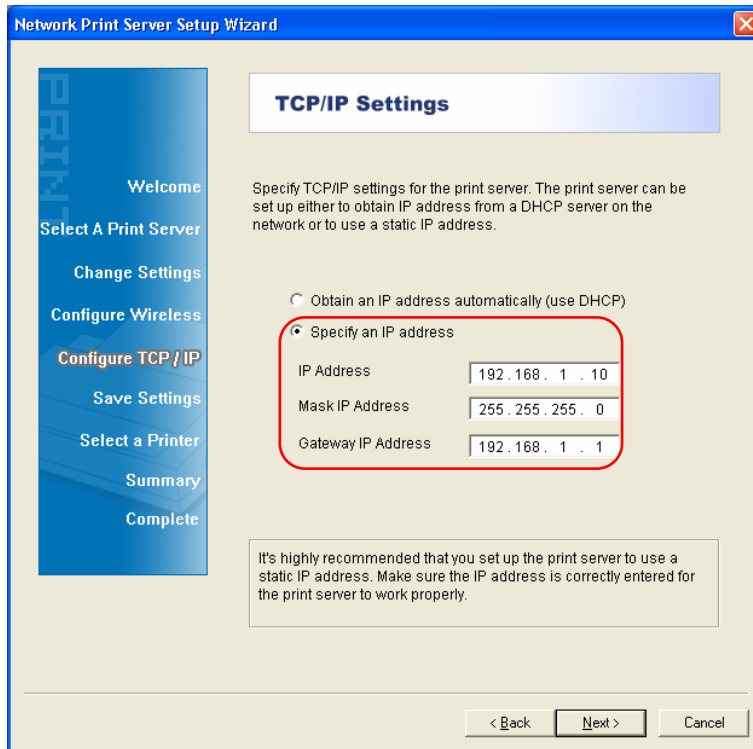 Network Print Server Setup Wizard
PRINT
TCP/IP Settings
Welcome
Select A Print Server
Change Settings
Configure Wireless
Configure TCP / IP
Save Settings
Select a Printer
Summary
Complete
Specify TCP/IP settings for the print server. The print server can be
set up either to obtain IP address from a DHCP server on the
network or to use a static IP address.
Obtain an IP address automatically (use DHCP)
Specify an IP address
IP Address 192.168. 1 . 10
Mask IP Address 255.255.255. 0
Gateway IP Address 192.168. 1 . 1
It's highly recommended that you set up the print server to use a
static IP address. Make sure the IP address is correctly entered for
the print server to work properly.
< Back Next > Cancel